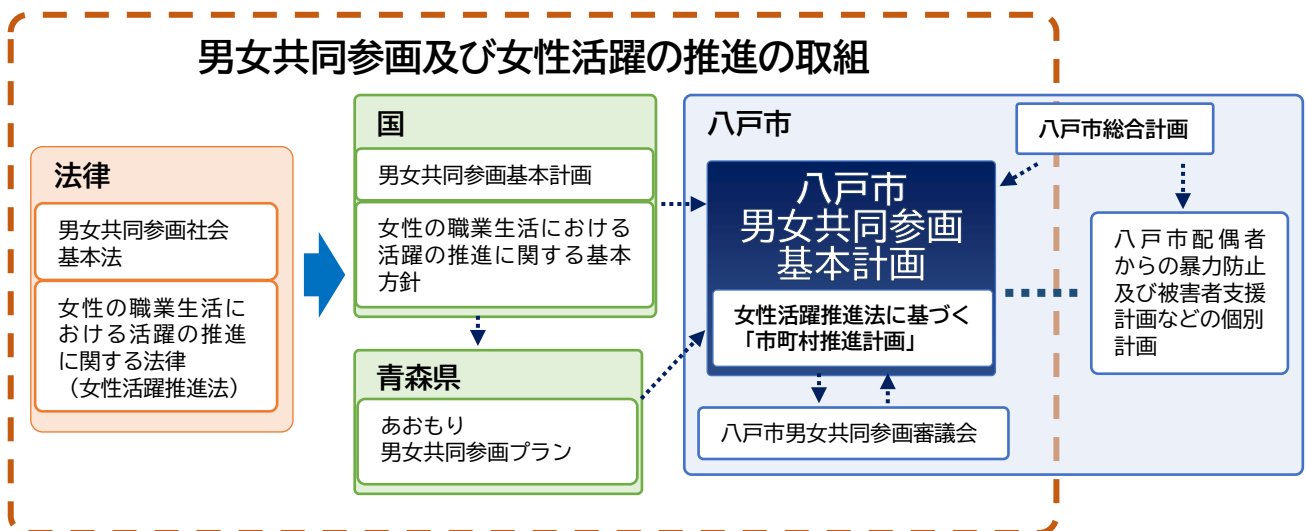 男女共同参画及び女性活躍の推進の取組
法律
男女共同参画社会
基本法
女性の職業生活に
おける活躍の推進
に関する法律
（女性活躍推進法）
国
男女共同参画基本計画
女性の職業生活における
活躍の推進に関する基本
方針
青森県
あおもり
男女共同参画プラン
八戸市
八戸市総合計画
八戸市
男女共同参画
基本計画
女性活躍推進法に基づく
「市町村推進計画」
八戸市男女共同参画審議会
八戸市配偶者
からの暴力防止
及び被害者支援
計画などの個別
計画